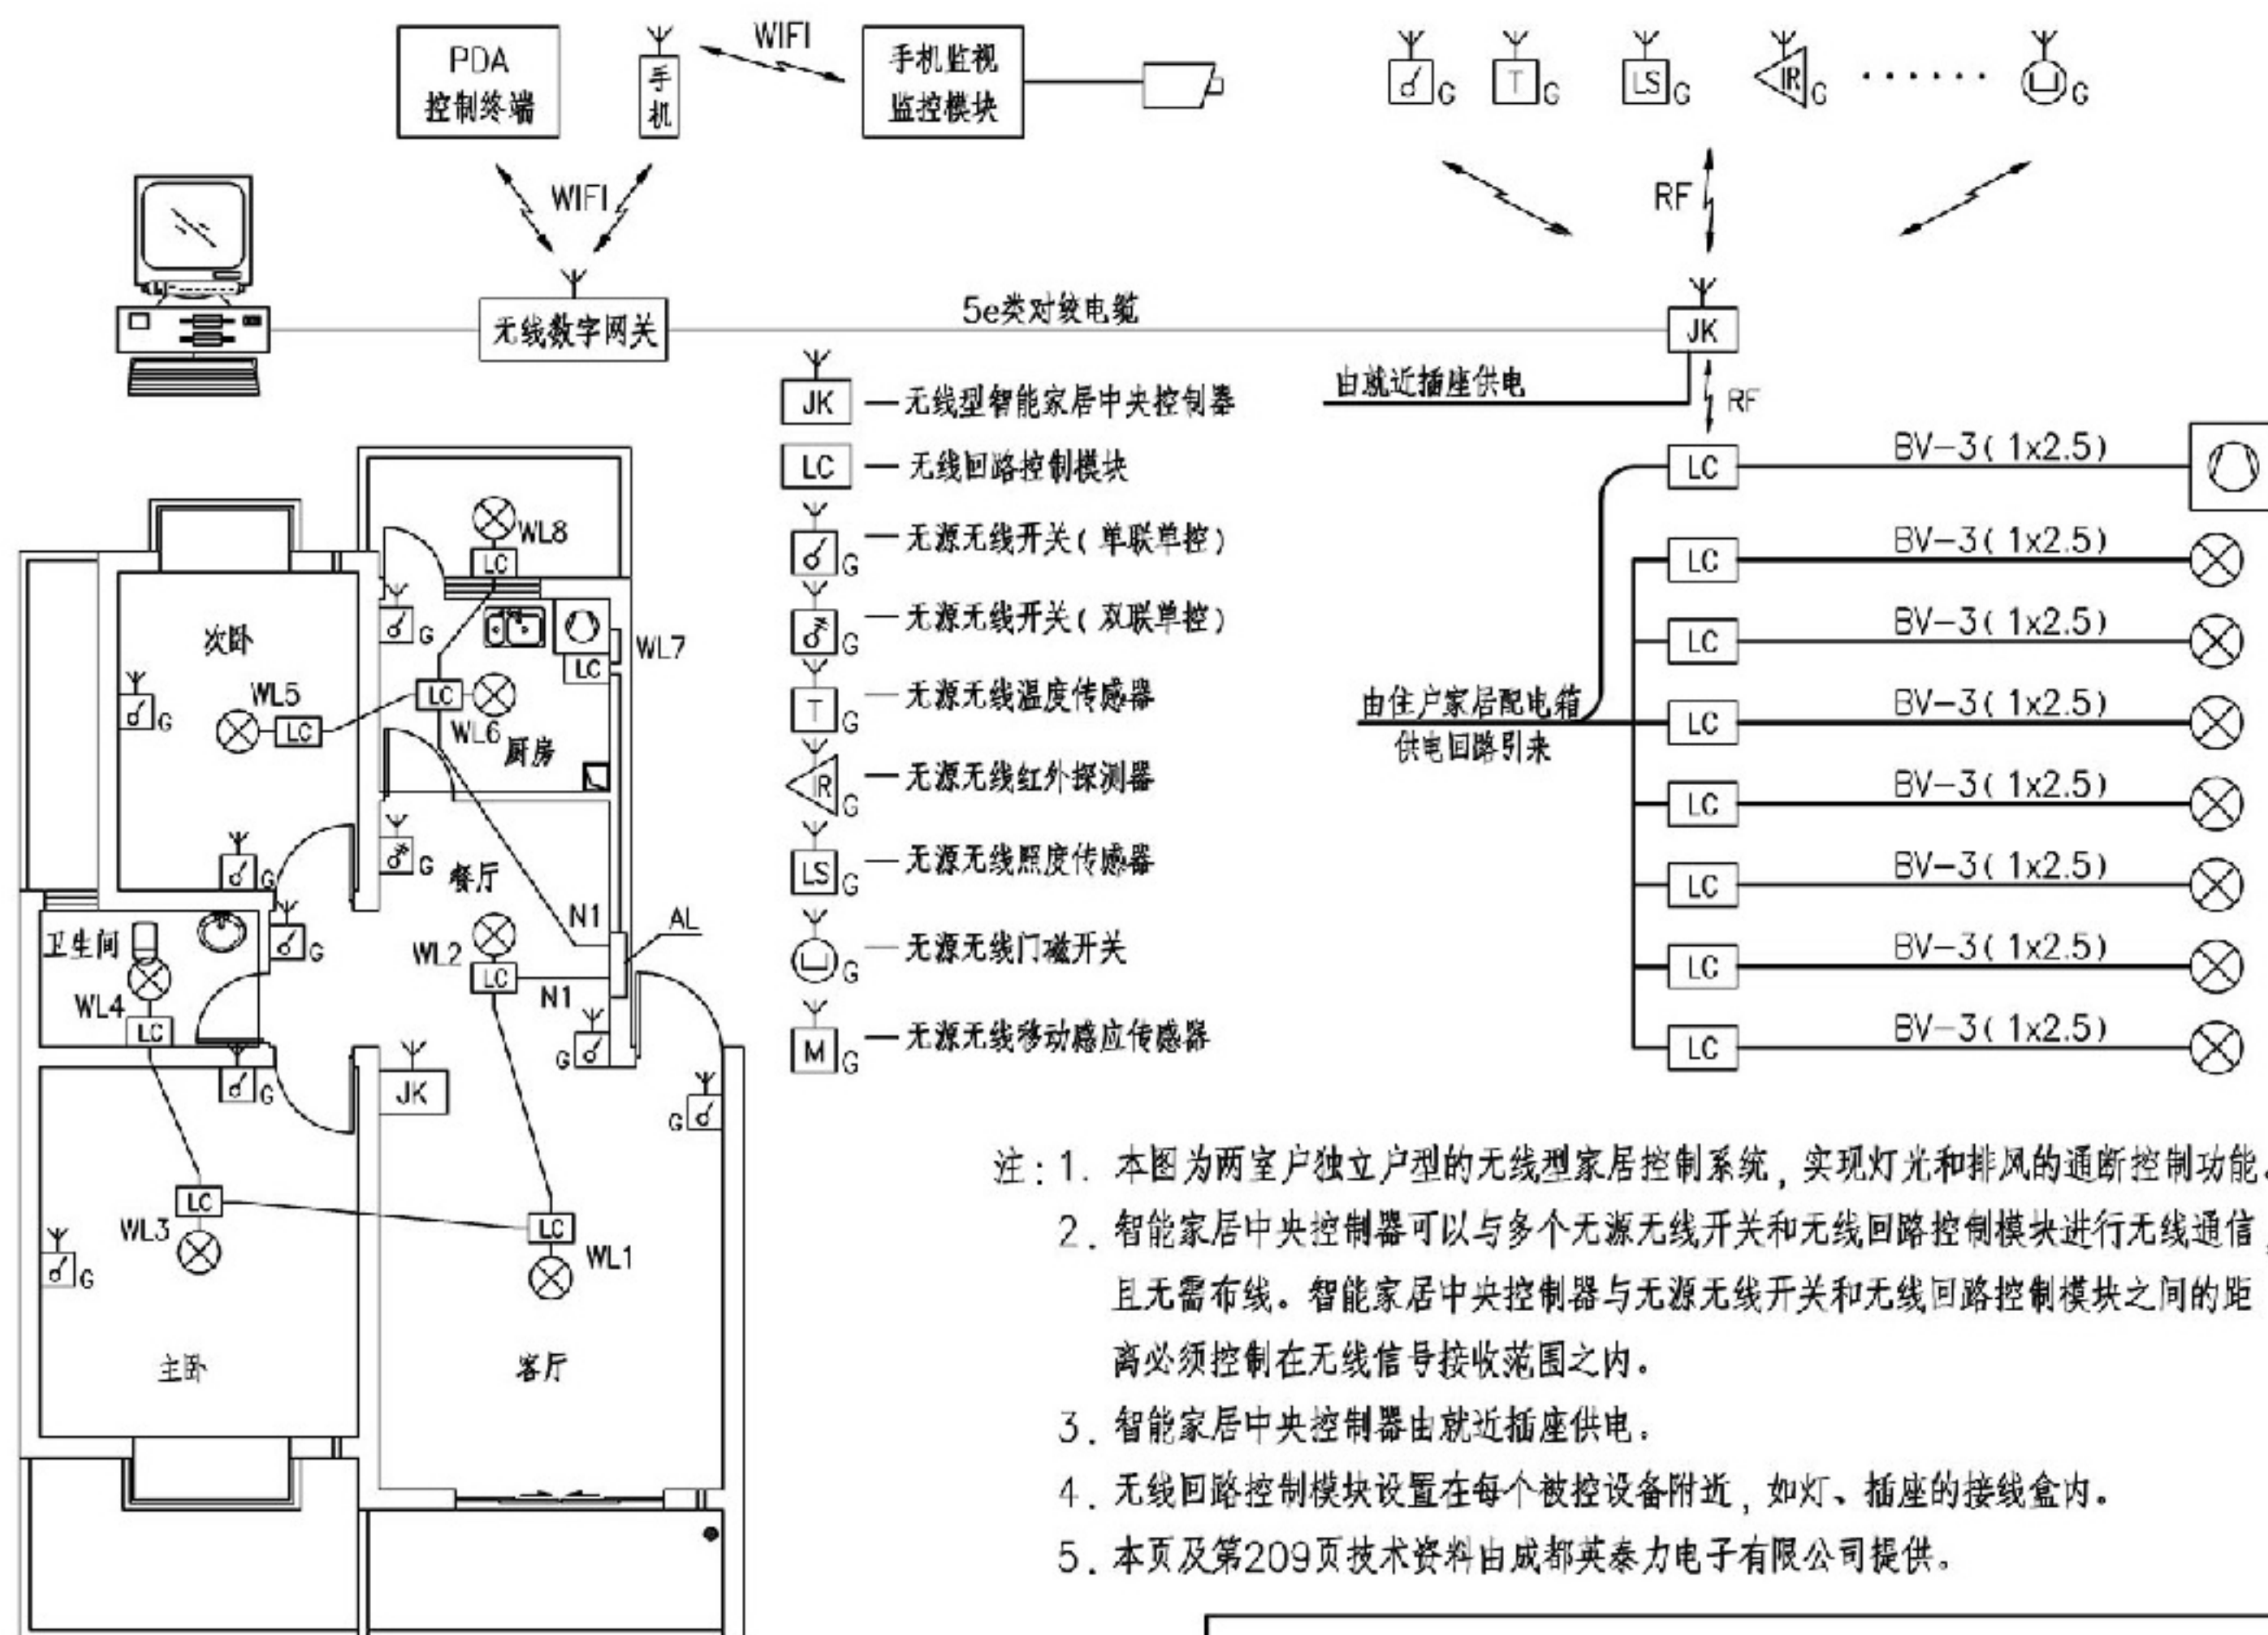 PDA
控制终端
手
机
WIFI
手机监视
监控模块
G
T G
LS G
IR G
G
WIFI
RF
无线数字网关
5e类对绞电缆
JK
由就近插座供电
RF
JK —无线型智能家居中央控制器
LC — 无线回路控制模块
G —无源无线开关(单联单控)
G —无源无线开关(双联单控)
T G —无源无线温度传感器
IR G —无源无线红外探测器
LS G —无源无线照度传感器
G —无源无线门磁开关
M G —无源无线移动感应传感器
LC BV-3(1x2.5)
LC BV-3(1x2.5)
LC BV-3(1x2.5)
由住户家居配电箱
供电回路引来
LC BV-3(1x2.5)
LC BV-3(1x2.5)
LC BV-3(1x2.5)
LC BV-3(1x2.5)
LC BV-3(1x2.5)
WL8
LC
次卧
G
WL7
LC
G
WL5
LC
LC
WL6
厨房
G
餐厅
G
N1
AL
卫生间
G
WL2
LC
N1
WL4
LC
G
G
JK
G
LC
WL3
LC
WL1
G
主卧
客厅
注:1. 本图为两室户独立户型的无线型家居控制系统,实现灯光和排风的通断控制功能。
2. 智能家居中央控制器可以与多个无源无线开关和无线回路控制模块进行无线通信,
且无需布线。智能家居中央控制器与无源无线开关和无线回路控制模块之间的距
离必须控制在无线信号接收范围之内。
3. 智能家居中央控制器由就近插座供电。
4. 无线回路控制模块设置在每个被控设备附近,如灯、插座的接线盒内。
5. 本页及第209页技术资料由成都英泰力电子有限公司提供。